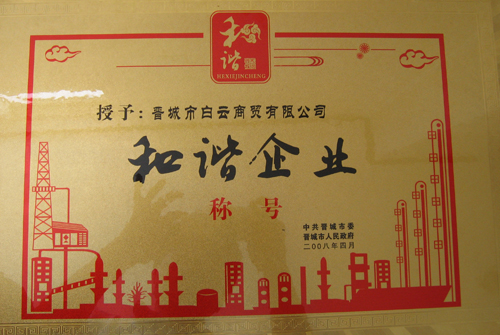 和谐
HEXIEJINCHENG
授予：晋城市白云商贸有限公司
和谐企业
称号
中共晋城市委
晋城市人民政府
二00八年四月